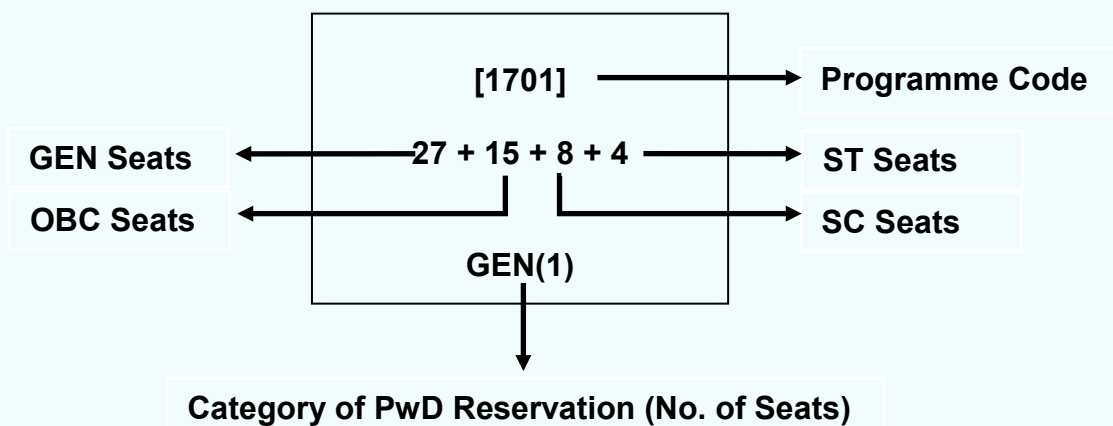 [1701] Programme Code
GEN Seats 27 + 15 + 8 + 4 ST Seats
OBC Seats SC Seats
GEN(1)
Category of PwD Reservation (No. of Seats)